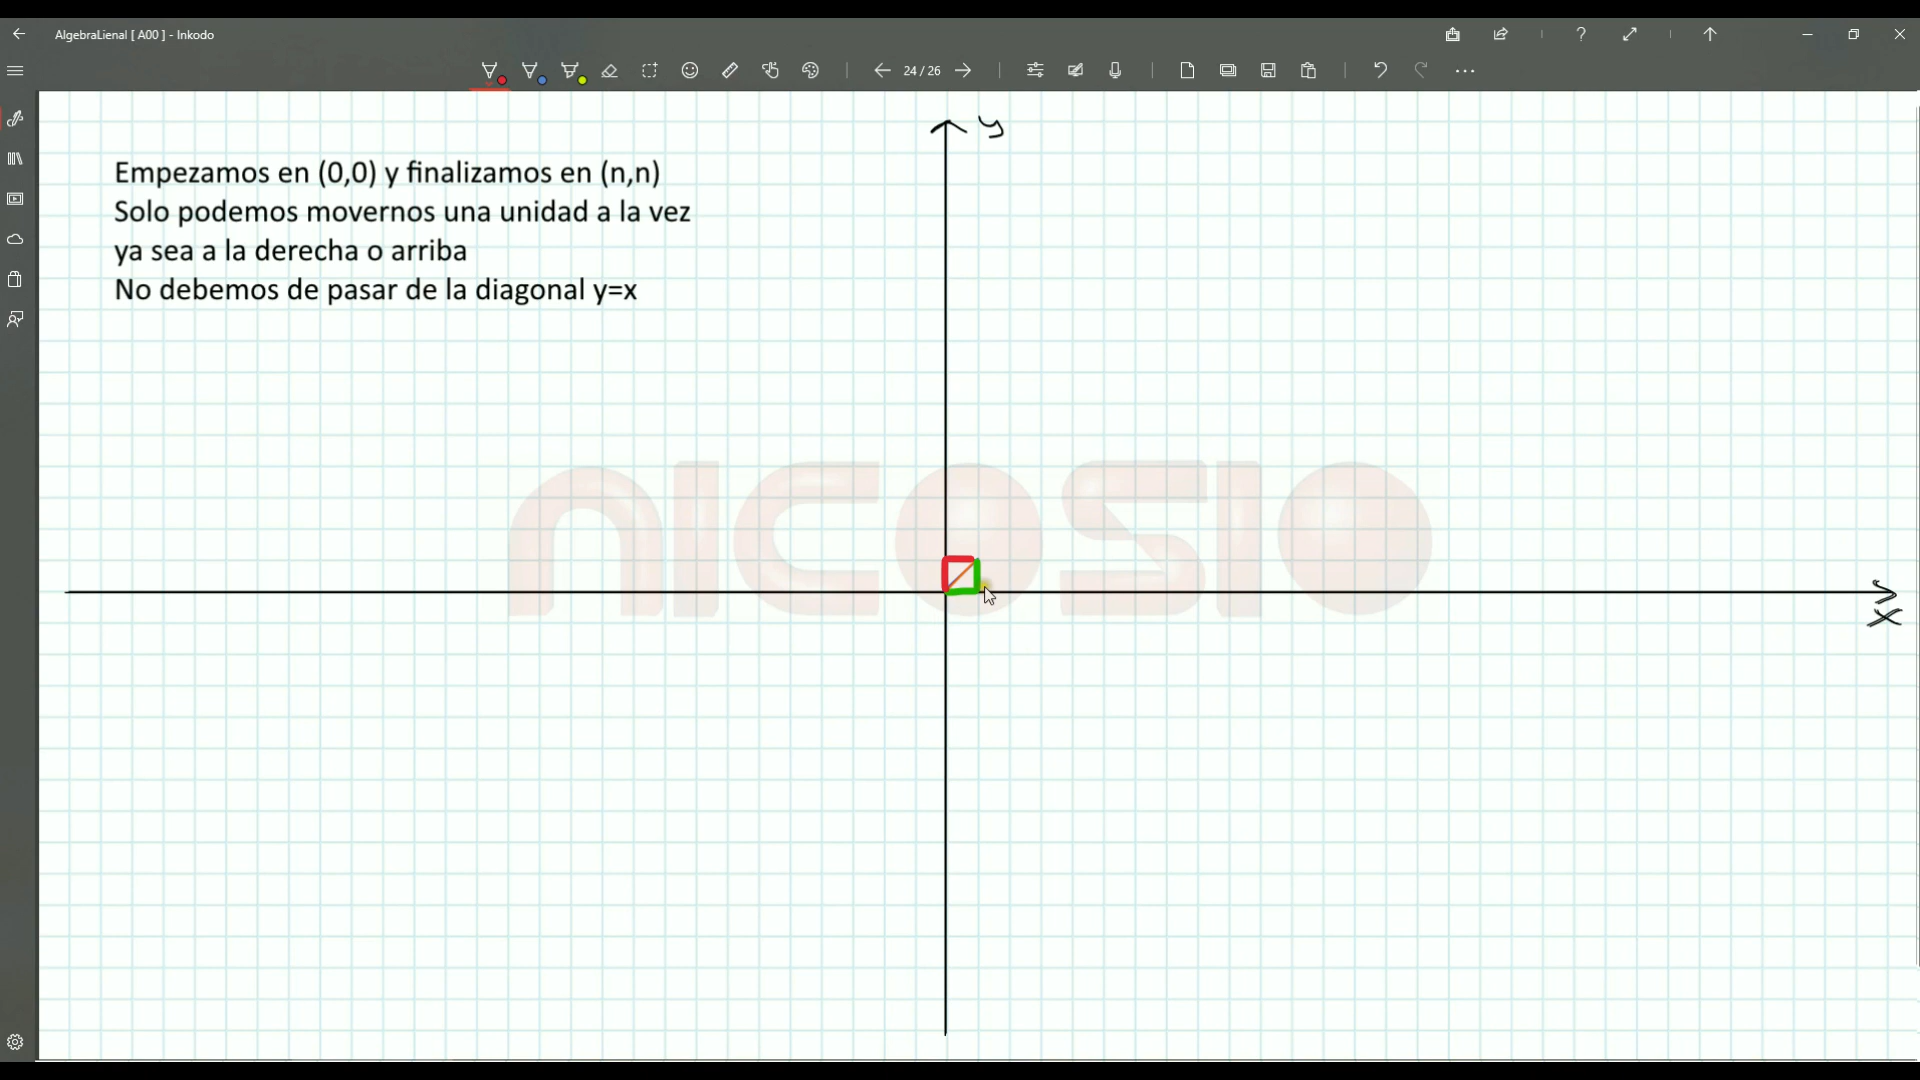 AlgebraLienal [ A00 ] - Inkodo
24 / 26
y
Empezamos en (0,0) y finalizamos en (n,n)
Solo podemos movernos una unidad a la vez
ya sea a la derecha o arriba
No debemos de pasar de la diagonal y=x
NICOSIO
x